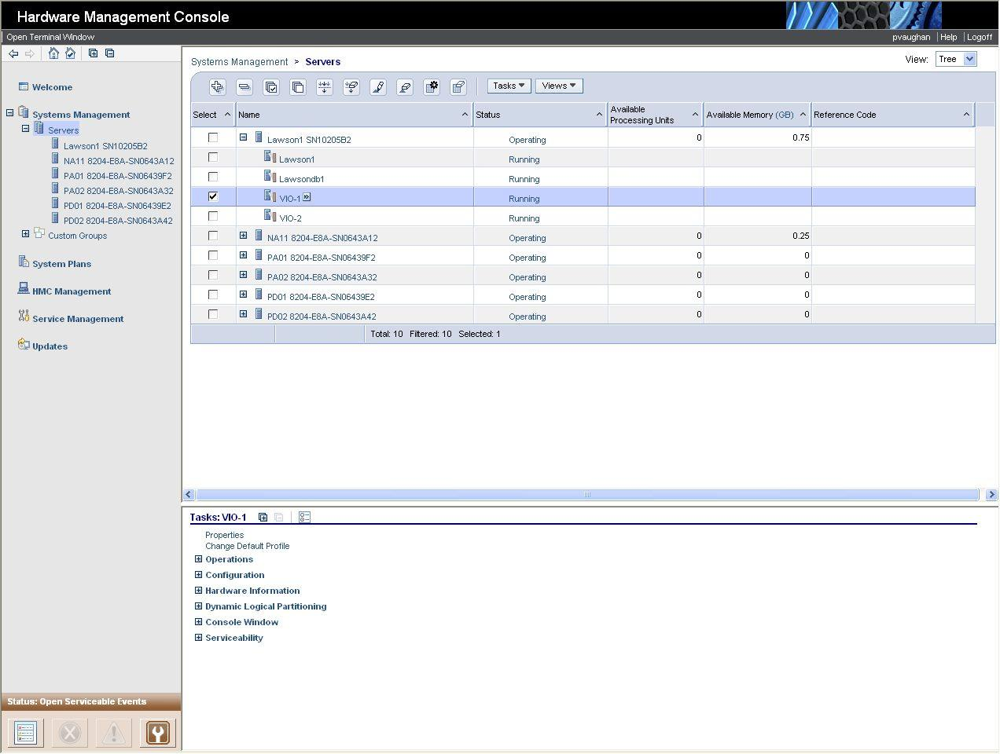 Hardware Management Console
Open Terminal Window
pvaughan Help Logoff
Systems Management > Servers
View: Tree
Welcome
Systems Management
Servers
Lawson1 SN10205B2
NA11 8204-E8A-SN0643A12
PA01 8204-E8A-SN06439F2
PA02 8204-E8A-SN0643A32
PD01 8204-E8A-SN06439E2
PD02 8204-E8A-SN0643A42
Custom Groups
System Plans
HMC Management
Service Management
Updates
Tasks Views
Select Name Status Available Processing Units Available Memory (GB) Reference Code
Lawson1 SN10205B2 Operating 0 0.75
Lawson1 Running
Lawsondb1 Running
VIO-1 Running
VIO-2 Running
NA11 8204-E8A-SN0643A12 Operating 0 0.25
PA01 8204-E8A-SN06439F2 Operating 0 0
PA02 8204-E8A-SN0643A32 Operating 0 0
PD01 8204-E8A-SN06439E2 Operating 0 0
PD02 8204-E8A-SN0643A42 Operating 0 0
Total: 10 Filtered: 10 Selected: 1
Tasks: VIO-1
Properties
Change Default Profile
Operations
Configuration
Hardware Information
Dynamic Logical Partitioning
Console Window
Serviceability
Status: Open Serviceable Events